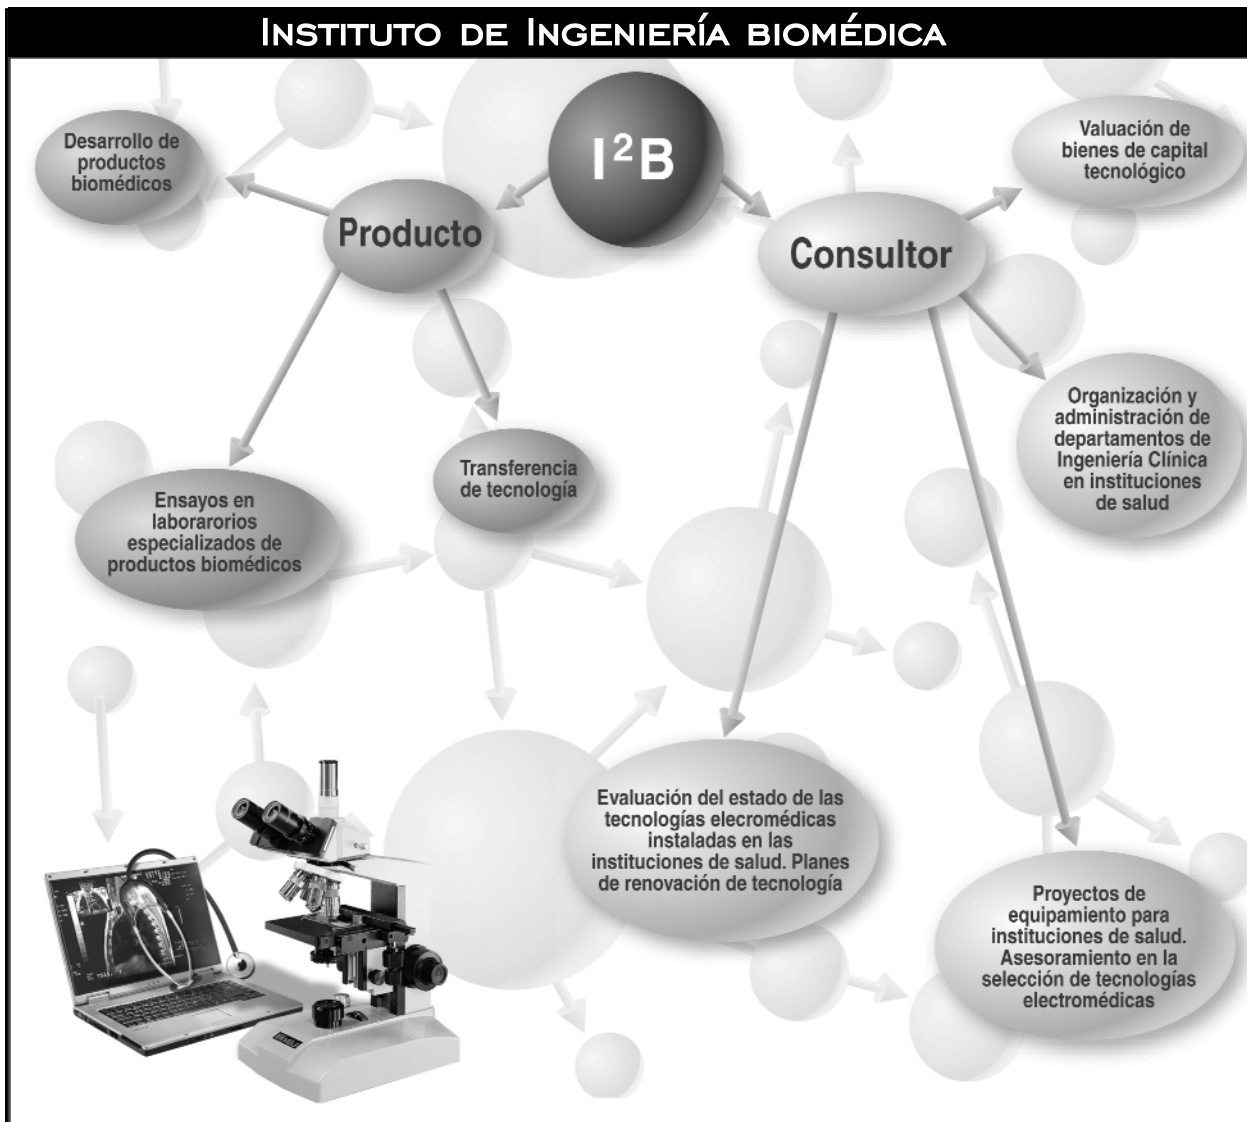 INSTITUTO DE INGENIERÍA BIOMÉDICA
I²B
Producto
Consultor
Desarrollo de
productos
biomédicos
Valuación de
bienes de capital
tecnológico
Organización y
administración de
departamentos de
Ingeniería Clínica
en instituciones
de salud
Transferencia
de tecnología
Ensayos en
laborarorios
especializados de
productos biomédicos
Evaluación del estado de las
tecnologías elecromédicas
instaladas en las
instituciones de salud. Planes
de renovación de tecnología
Proyectos de
equipamiento para
instituciones de salud.
Asesoramiento en la
selección de tecnologías
electromédicas